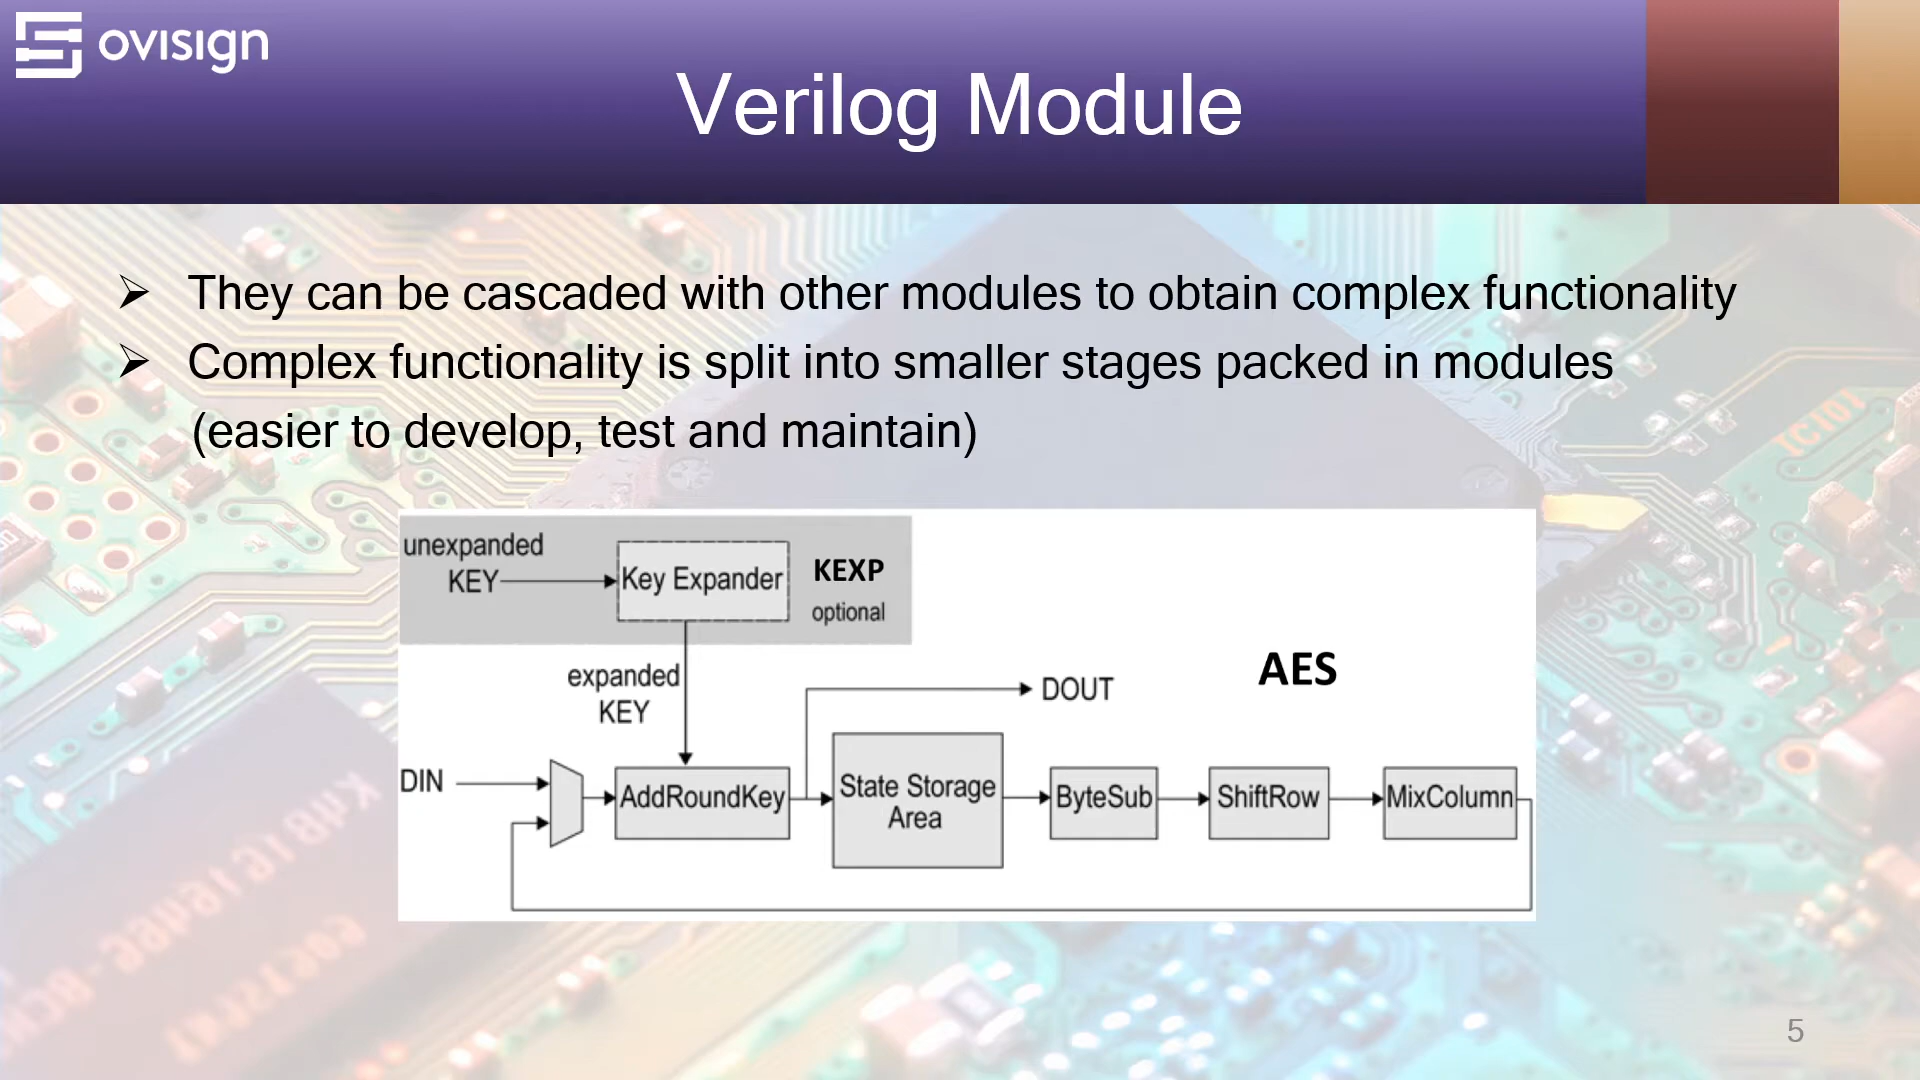 ovisign
Verilog Module
They can be cascaded with other modules to obtain complex functionality
Complex functionality is split into smaller stages packed in modules
(easier to develop, test and maintain)
unexpanded
KEY
Key Expander
KEXP
optional
expanded
KEY
DOUT
AES
DIN
AddRoundKey
State Storage
Area
ByteSub
ShiftRow
MixColumn
5